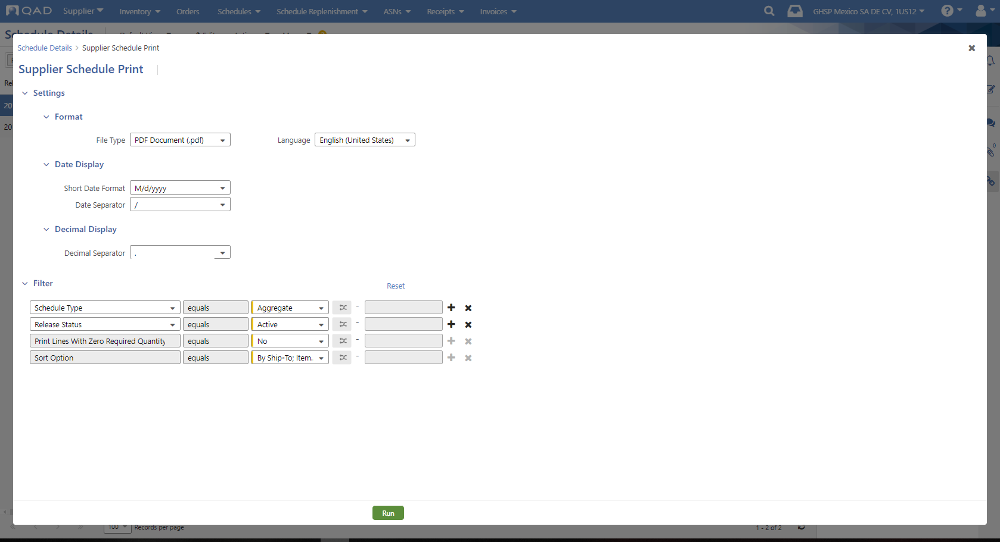 QAD Supplier Inventory Orders Schedules Schedule Replenishment ASNs Receipts Invoices GHSP Mexico SA DE CV, 1US12
Schedule Details > Supplier Schedule Print
Supplier Schedule Print
Settings
Format
File Type PDF Document (.pdf) Language English (United States)
Date Display
Short Date Format M/d/yyyy
Date Separator /
Decimal Display
Decimal Separator .
Filter Reset
Schedule Type equals Aggregate -
Release Status equals Active -
Print Lines With Zero Required Quantity equals No -
Sort Option equals By Ship-To; Item. -
Run
100 Records per page 1 - 2 of 2
20
20
0